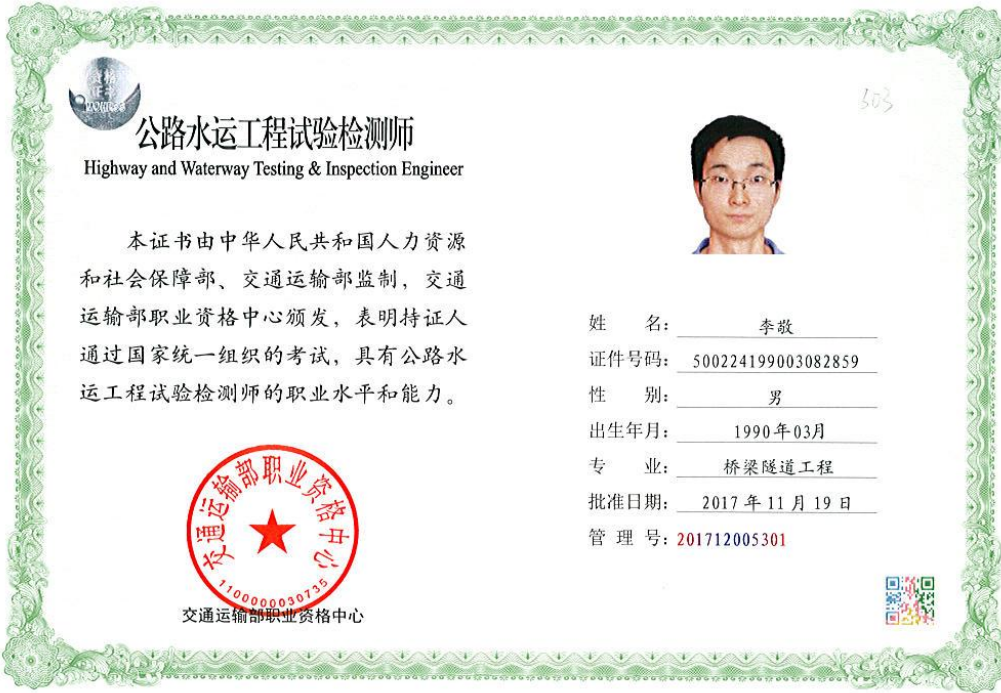 资格
证书
公路水运工程试验检测师
Highway and Waterway Testing & Inspection Engineer
本证书由中华人民共和国人力资源
和社会保障部、交通运输部监制，交通
运输部职业资格中心颁发，表明持证人
通过国家统一组织的考试，具有公路水
运工程试验检测师的职业水平和能力。
交通运输部职业资格中心
1100000030735
交通运输部职业资格中心
303
姓 名：李敬
证件号码：500224199003082859
性 别：男
出生年月：1990年03月
专 业：桥梁隧道工程
批准日期：2017年11月19日
管 理 号：201712005301